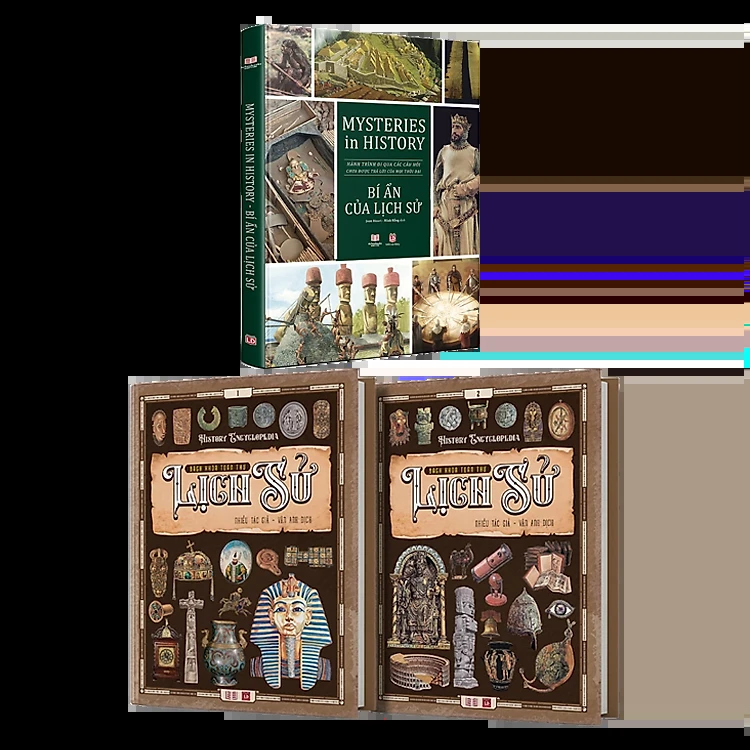 MYSTERIES IN HISTORY - BÍ ẨN CỦA LỊCH SỬ
MYSTERIES
in HISTORY
HÀNH TRÌNH ĐI QUA CÁC CÂU HỎI
CHƯA ĐƯỢC TRẢ LỜI CỦA MỌI THỜI ĐẠI
BÍ ẨN
CỦA LỊCH SỬ
1
HISTORY ENCYCLOPEDIA
BÁCH KHOA TOÀN THƯ
LỊCH SỬ
NHIỀU TÁC GIẢ - VÂN ANH DỊCH
2
HISTORY ENCYCLOPEDIA
BÁCH KHOA TOÀN THƯ
LỊCH SỬ
NHIỀU TÁC GIẢ - VÂN ANH DỊCH